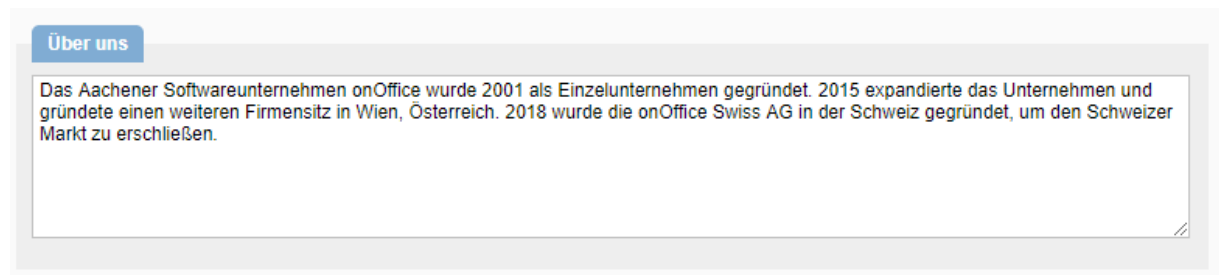 Über uns
Das Aachener Softwareunternehmen onOffice wurde 2001 als Einzelunternehmen gegründet. 2015 expandierte das Unternehmen und
gründete einen weiteren Firmensitz in Wien, Österreich. 2018 wurde die onOffice Swiss AG in der Schweiz gegründet, um den Schweizer
Markt zu erschließen.